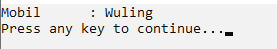 Mobil     : Wuling
Press any key to continue...